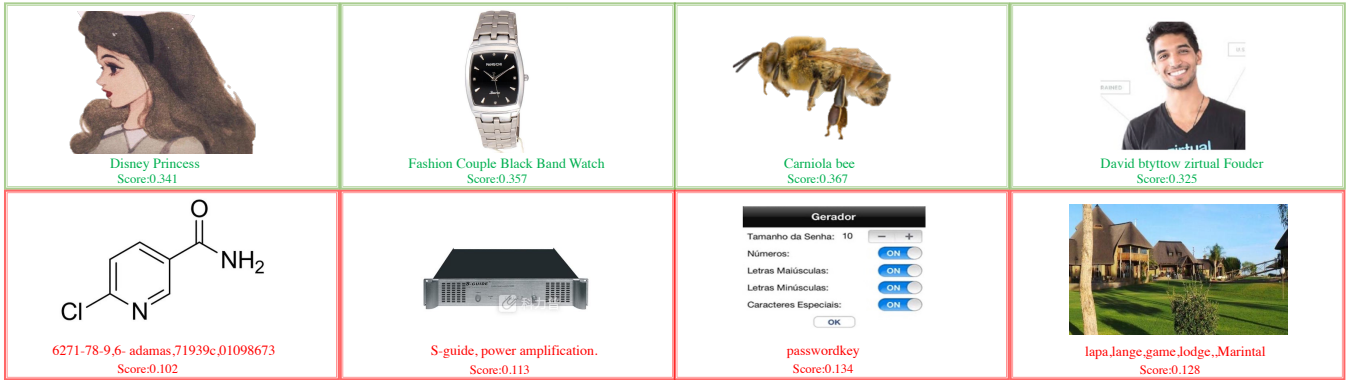 Disney Princess
Score:0.341
Fashion Couple Black Band Watch
Score:0.357
Carniola bee
Score:0.367
David btyttow zirtual Fouder
Score:0.325
O
NH2
Cl
N
6271-78-9,6- adamas,71939c,01098673
Score:0.102
S-guide, power amplification.
Score:0.113
Gerador
Tamanho da Senha: 10 − +
Números: ON
Letras Maiúsculas: ON
Letras Minúsculas: ON
Caracteres Especiais: ON
OK
passwordkey
Score:0.134
lapa,lange,game,lodge,,Marintal
Score:0.128